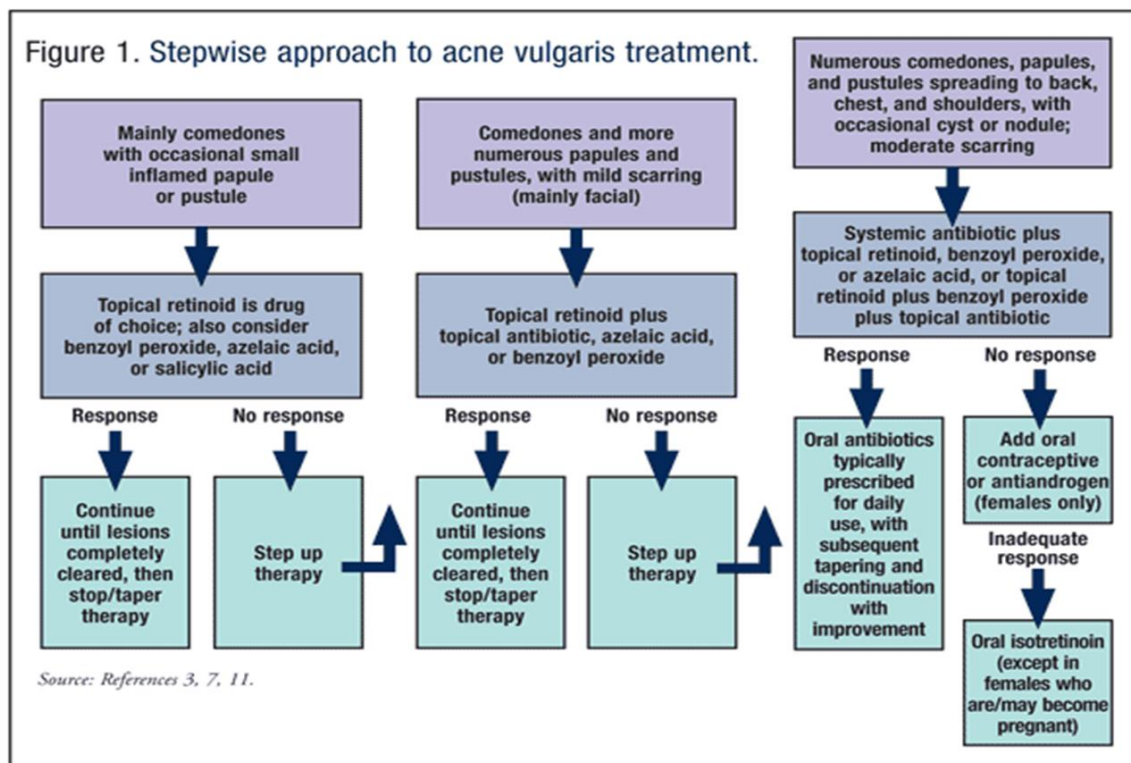 Figure 1. Stepwise approach to acne vulgaris treatment.
Mainly comedones
with occasional small
inflamed papule
or pustule
Topical retinoid is drug
of choice; also consider
benzoyl peroxide, azelaic acid,
or salicylic acid
Response
No response
Continue
until lesions
completely
cleared, then
stop/taper
therapy
Step up
therapy
Comedones and more
numerous papules and
pustules, with mild scarring
(mainly facial)
Topical retinoid plus
topical antibiotic, azelaic acid,
or benzoyl peroxide
Response
No response
Continue
until lesions
completely
cleared, then
stop/taper
therapy
Step up
therapy
Numerous comedones, papules,
and pustules spreading to back,
chest, and shoulders, with
occasional cyst or nodule;
moderate scarring
Systemic antibiotic plus
topical retinoid, benzoyl peroxide,
or azelaic acid, or topical
retinoid plus benzoyl peroxide
plus topical antibiotic
Response
No response
Oral antibiotics
typically
prescribed
for daily
use, with
subsequent
tapering and
discontinuation
with
improvement
Add oral
contraceptive
or antiandrogen
(females only)
Inadequate
response
Oral isotretinoin
(except in
females who
are/may become
pregnant)
Source: References 3, 7, 11.